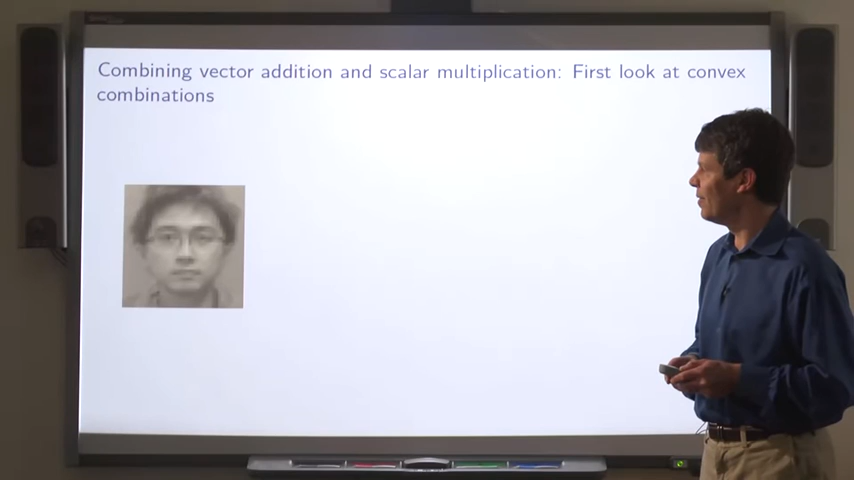 Combining vector addition and scalar multiplication: First look at convex
combinations